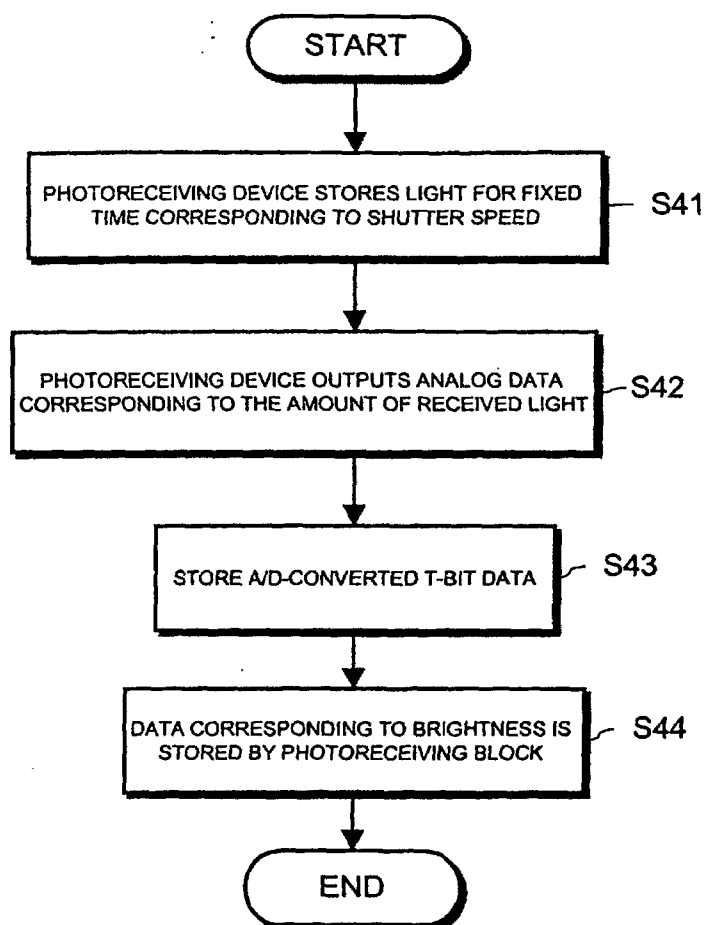 START
PHOTORECEIVING DEVICE STORES LIGHT FOR FIXED
TIME CORRESPONDING TO SHUTTER SPEED
S41
PHOTORECEIVING DEVICE OUTPUTS ANALOG DATA
CORRESPONDING TO THE AMOUNT OF RECEIVED LIGHT
S42
STORE A/D-CONVERTED T-BIT DATA
S43
DATA CORRESPONDING TO BRIGHTNESS IS
STORED BY PHOTORECEIVING BLOCK
S44
END